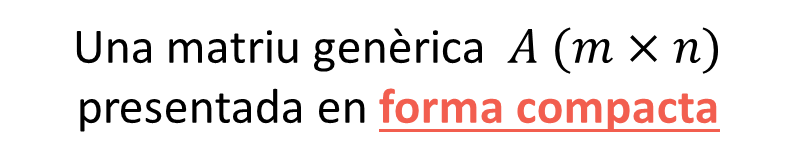 Una matriu genèrica A (m × n)
presentada en forma compacta